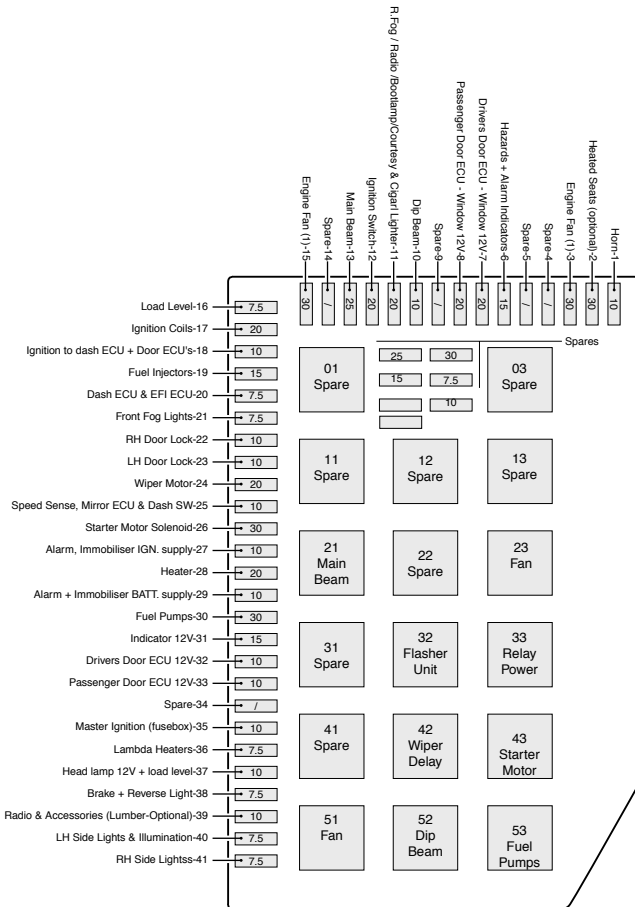 Engine Fan (1)-15
Spare-14
Main Beam-13
Ignition Switch-12
R.Fog / Radio /Bootlamp/Courtesy & Cigarl Lighter-11
Dip Beam-10
Spare-9
Passenger Door ECU - Window 12V-8
Drivers Door ECU - Window 12V-7
Hazards + Alarm Indicators-6
Spare-5
Spare-4
Engine Fan (1)-3
Heated Seats (optional)-2
Horn-1
30
/
25
20
20
10
/
20
20
15
/
/
30
30
10
Load Level-16 7.5
Ignition Coils-17 20
Ignition to dash ECU + Door ECU's-18 10
Fuel Injectors-19 15
Dash ECU & EFI ECU-20 7.5
Front Fog Lights-21 7.5
RH Door Lock-22 10
LH Door Lock-23 10
Wiper Motor-24 20
Speed Sense, Mirror ECU & Dash SW-25 10
Starter Motor Solenoid-26 30
Alarm, Immobiliser IGN. supply-27 10
Heater-28 20
Alarm + Immobiliser BATT. supply-29 10
Fuel Pumps-30 30
Indicator 12V-31 15
Drivers Door ECU 12V-32 10
Passenger Door ECU 12V-33 10
Spare-34 /
Master Ignition (fusebox)-35 10
Lambda Heaters-36 7.5
Head lamp 12V + load level-37 10
Brake + Reverse Light-38 7.5
Radio & Accessories (Lumber-Optional)-39 10
LH Side Lights & Illumination-40 7.5
RH Side Lightss-41 7.5
Spares
25 30
15 7.5
10
01
Spare
03
Spare
11
Spare
12
Spare
13
Spare
21
Main
Beam
22
Spare
23
Fan
31
Spare
32
Flasher
Unit
33
Relay
Power
41
Spare
42
Wiper
Delay
43
Starter
Motor
51
Fan
52
Dip
Beam
53
Fuel
Pumps